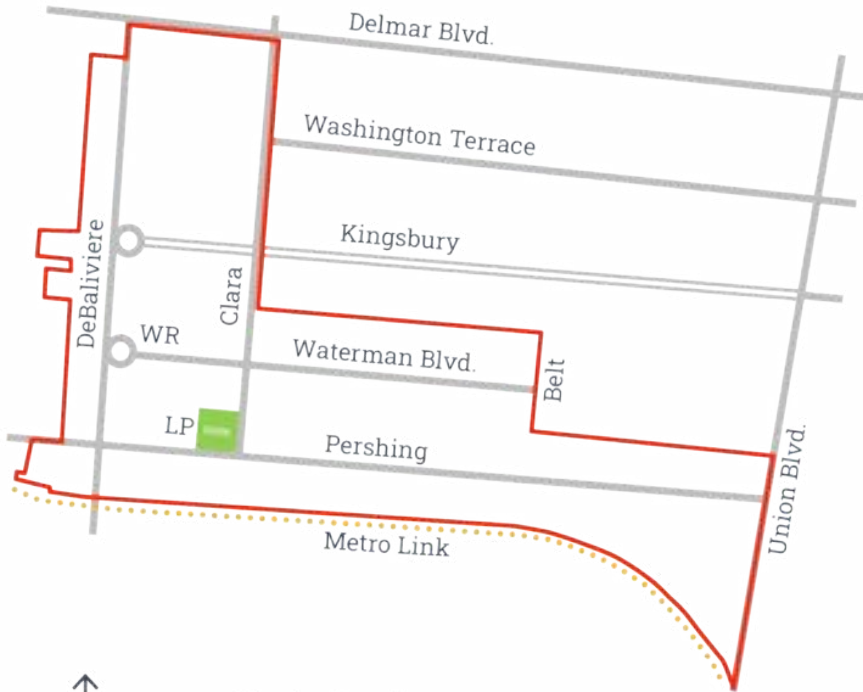 Delmar Blvd.
Washington Terrace
Kingsbury
DeBaliviere
Clara
WR
Waterman Blvd.
Belt
LP
Pershing
Union Blvd.
Metro Link